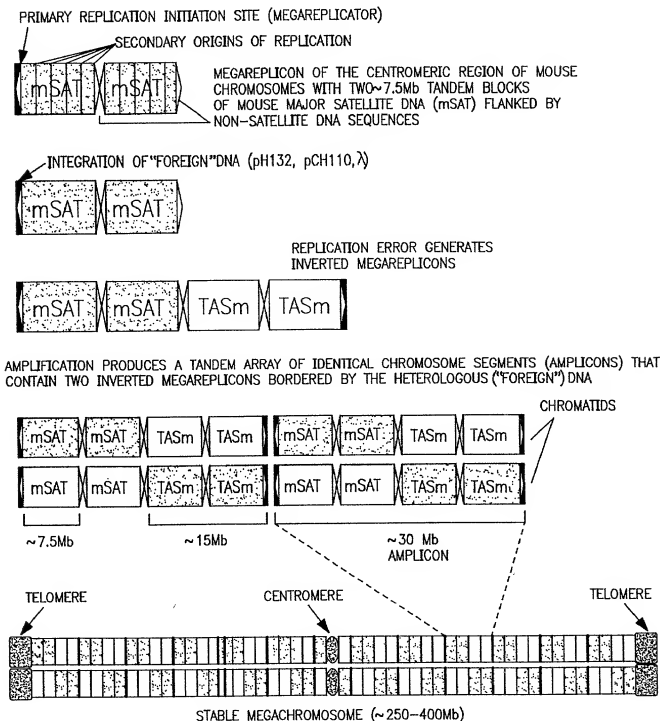 PRIMARY REPLICATION INITIATION SITE (MEGAREPLICATOR)
SECONDARY ORIGINS OF REPLICATION
mSAT mSAT
MEGAREPLICON OF THE CENTROMERIC REGION OF MOUSE
CHROMOSOMES WITH TWO~7.5Mb TANDEM BLOCKS
OF MOUSE MAJOR SATELLITE DNA (mSAT) FLANKED BY
NON-SATELLITE DNA SEQUENCES
INTEGRATION OF "FOREIGN" DNA (pH132, pCH110, λ)
mSAT mSAT
REPLICATION ERROR GENERATES
INVERTED MEGAREPLICONS
mSAT mSAT TASm TASm
AMPLIFICATION PRODUCES A TANDEM ARRAY OF IDENTICAL CHROMOSOME SEGMENTS (AMPLICONS) THAT
CONTAIN TWO INVERTED MEGAREPLICONS BORDERED BY THE HETEROLOGOUS ("FOREIGN") DNA
CHROMATIDS
mSAT mSAT TASm TASm mSAT mSAT TASm TASm
mSAT mSAT TASm TASm mSAT mSAT TASm TASm
~7.5Mb ~15Mb ~30 Mb
AMPLICON
TELOMERE CENTROMERE TELOMERE
STABLE MEGACHROMOSOME (~250-400Mb)